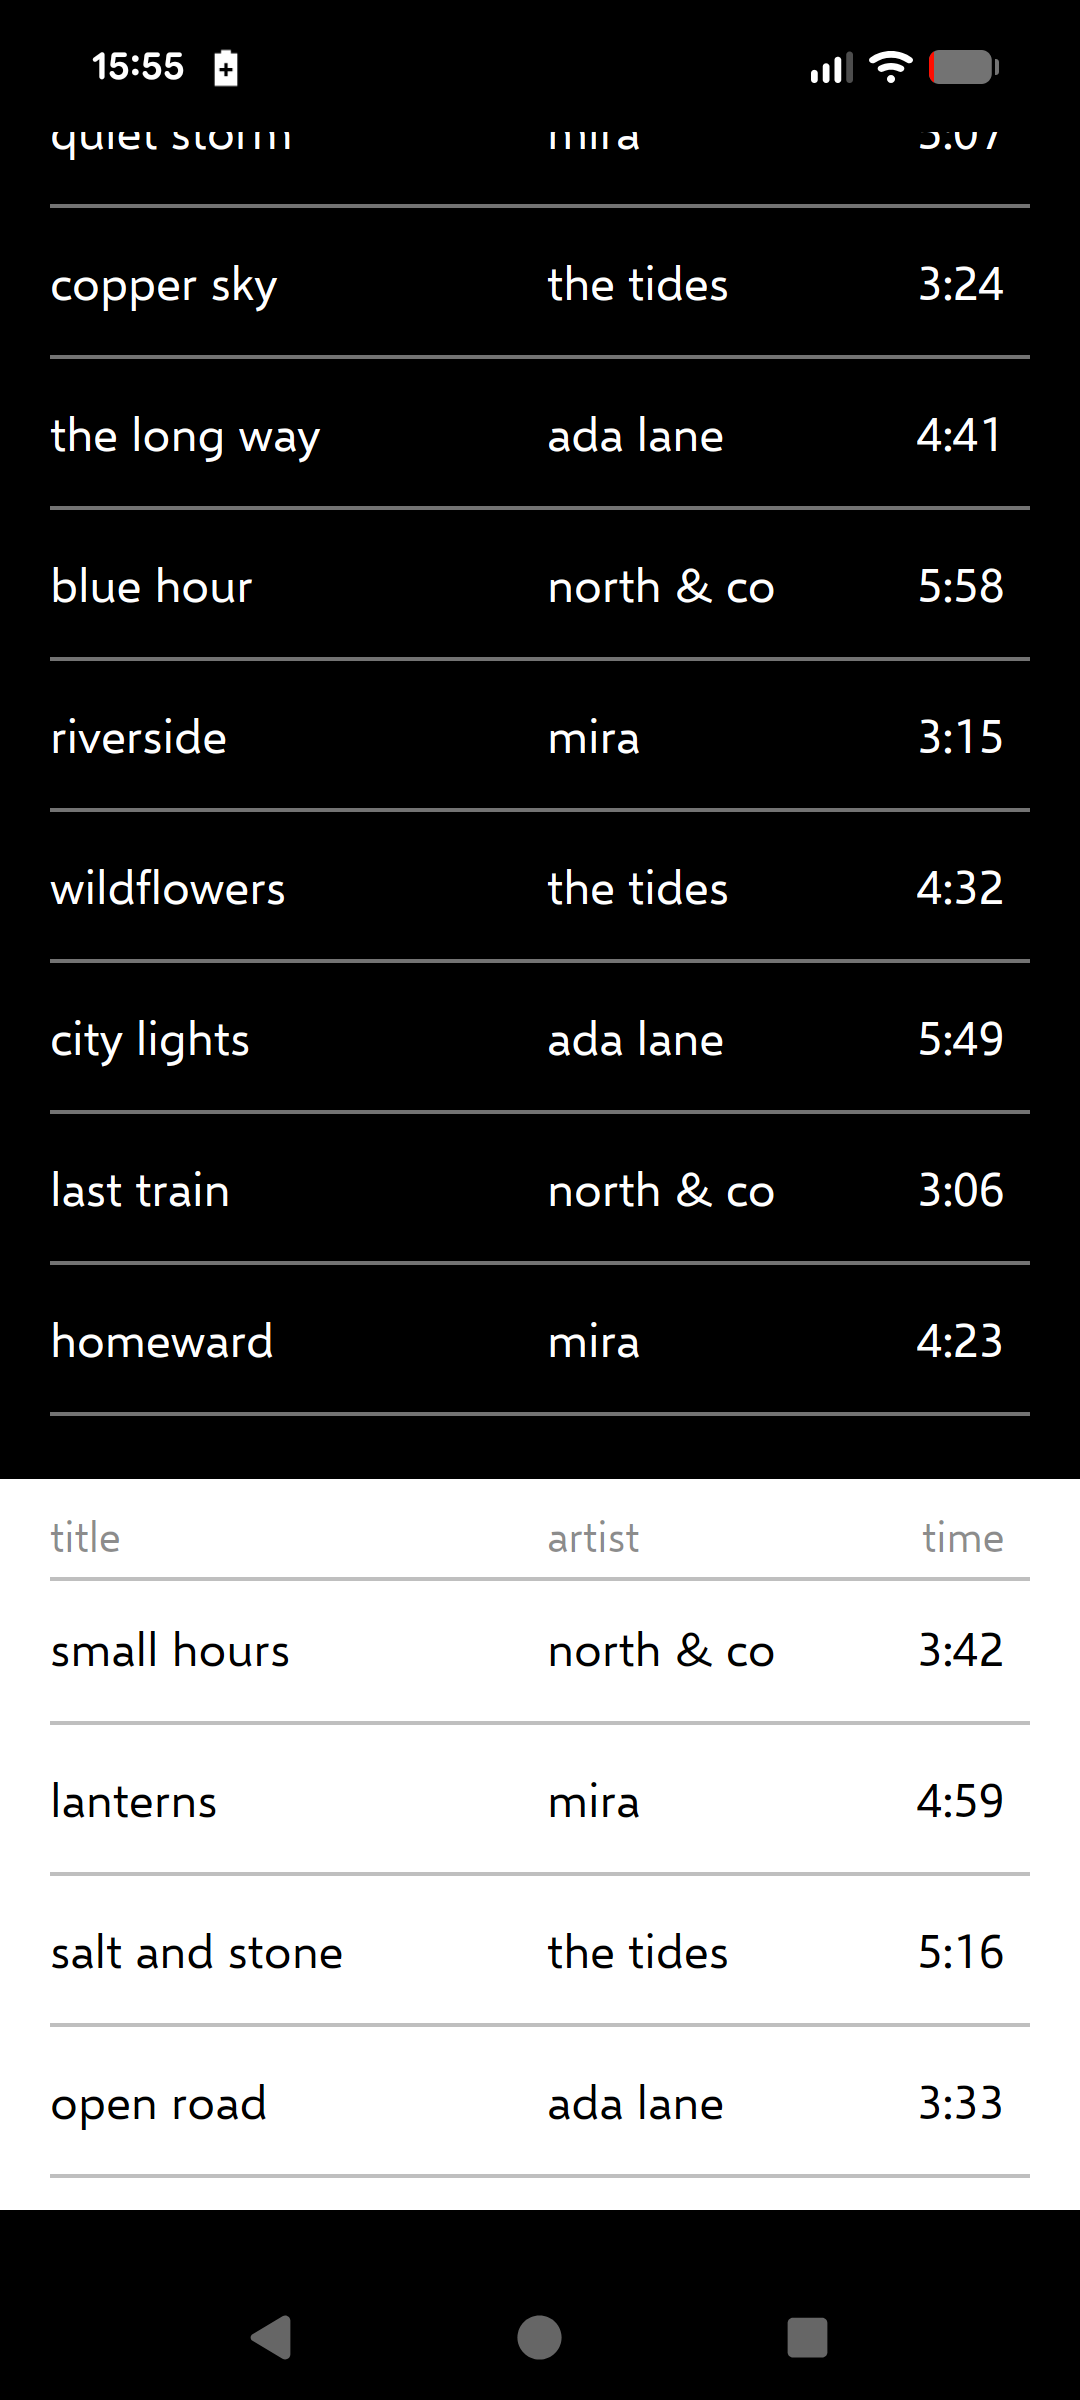 15:55
quiet storm mira
copper sky the tides 3:24
the long way ada lane 4:41
blue hour north & co 5:58
riverside mira 3:15
wildflowers the tides 4:32
city lights ada lane 5:49
last train north & co 3:06
homeward mira 4:23
title artist time
small hours north & co 3:42
lanterns mira 4:59
salt and stone the tides 5:16
open road ada lane 3:33